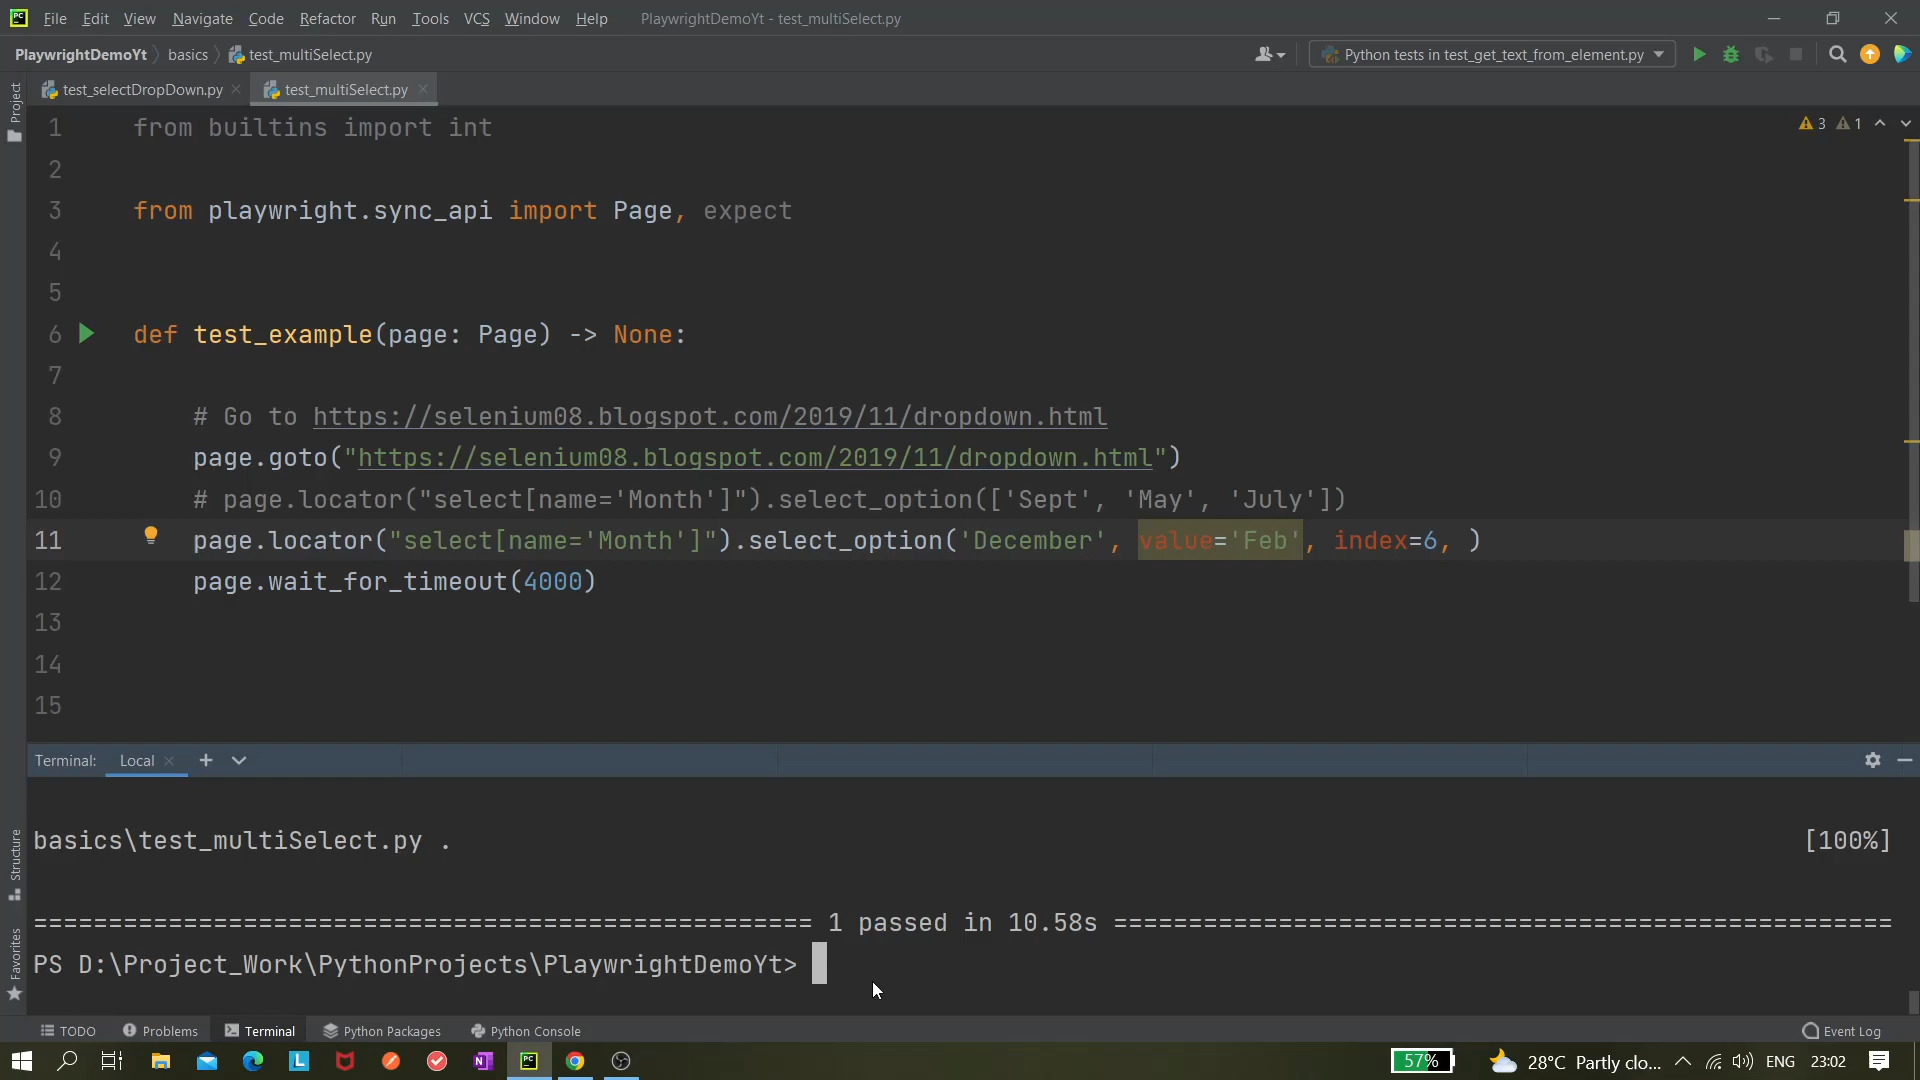 File Edit View Navigate Code Refactor Run Tools VCS Window Help PlaywrightDemoYt - test_multiSelect.py
PlaywrightDemoYt basics test_multiSelect.py Python tests in test_get_text_from_element.py
test_selectDropDown.py test_multiSelect.py
Project
1 from builtins import int
3 1
2
3 from playwright.sync_api import Page, expect
4
5
6 def test_example(page: Page) -> None:
7
8 # Go to https://selenium08.blogspot.com/2019/11/dropdown.html
9 page.goto("https://selenium08.blogspot.com/2019/11/dropdown.html")
10 # page.locator("select[name='Month']").select_option(['Sept', 'May', 'July'])
11 page.locator("select[name='Month']").select_option('December', value='Feb', index=6, )
12 page.wait_for_timeout(4000)
13
14
15
Terminal: Local
basics\test_multiSelect.py . [100%]
==================================================== 1 passed in 10.58s ====================================================
PS D:\Project_Work\PythonProjects\PlaywrightDemoYt>
Structure
Favorites
TODO Problems Terminal Python Packages Python Console Event Log
57% 28°C Partly clo... ENG 23:02